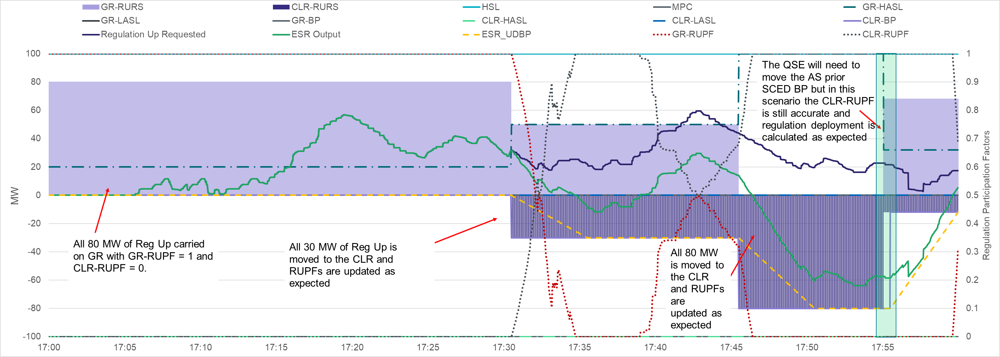 GR-RURS CLR-RURS HSL MPC GR-HASL
GR-LASL GR-BP CLR-HASL CLR-LASL CLR-BP
Regulation Up Requested ESR Output ESR_UDBP GR-RUPF CLR-RUPF
MW
100
80
60
40
20
0
-20
-40
-60
-80
-100
All 80 MW of Reg Up carried
on GR with GR-RUPF = 1 and
CLR-RUPF = 0.
All 30 MW of Reg Up is
moved to the CLR and
RUPFs are updated as
expected
All 80 MW
is moved to
the CLR
and RUPFs
are
updated as
expected
The QSE will need to
move the AS prior
SCED BP but in this
scenario the CLR-RUPF
is still accurate and
regulation deployment is
calculated as expected
1
0.9
0.8
0.7
0.6
0.5
0.4
0.3
0.2
0.1
0
Regulation Participation Factors
17:00 17:05 17:10 17:15 17:20 17:25 17:30 17:35 17:40 17:45 17:50 17:55